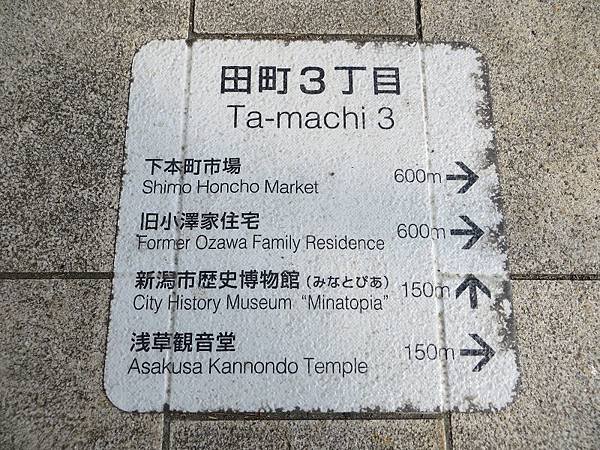 田町3丁目
Ta-machi 3
下本町市場 600m →
Shimo Honcho Market
旧小澤家住宅 600m →
Former Ozawa Family Residence
新潟市歴史博物館（みなとぴあ） 150m ↑
City History Museum “Minatopia”
浅草観音堂 150m →
Asakusa Kannondo Temple